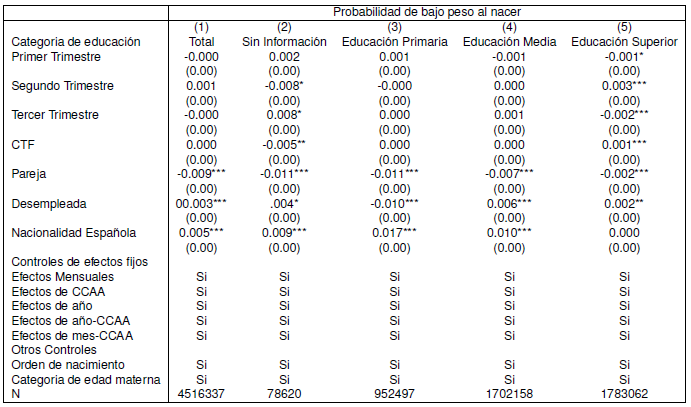 Probabilidad de bajo peso al nacer
(1) (2) (3) (4) (5)
Categoria de educación Total Sin Información Educación Primaria Educación Media Educación Superior
Primer Trimestre -0.000 0.002 0.001 -0.001 -0.001*
(0.00) (0.00) (0.00) (0.00) (0.00)
Segundo Trimestre 0.001 -0.008* -0.000 0.000 0.003***
(0.00) (0.00) (0.00) (0.00) (0.00)
Tercer Trimestre -0.000 0.008* 0.000 0.001 -0.002***
(0.00) (0.00) (0.00) (0.00) (0.00)
CTF 0.000 -0.005** 0.000 0.000 0.001***
(0.00) (0.00) (0.00) (0.00) (0.00)
Pareja -0.009*** -0.011*** -0.011*** -0.007*** -0.002***
(0.00) (0.00) (0.00) (0.00) (0.00)
Desempleada 00.003*** .004* -0.010*** 0.006*** 0.002**
(0.00) (0.00) (0.00) (0.00) (0.00)
Nacionalidad Española 0.005*** 0.009*** 0.017*** 0.010*** 0.000
(0.00) (0.00) (0.00) (0.00) (0.00)
Controles de efectos fijos
Efectos Mensuales Si Si Si Si Si
Efectos de CCAA Si Si Si Si Si
Efectos de año Si Si Si Si Si
Efectos de año-CCAA Si Si Si Si Si
Efectos de mes-CCAA Si Si Si Si Si
Otros Controles
Orden de nacimiento Si Si Si Si Si
Categoria de edad materna Si Si Si Si Si
N 4516337 78620 952497 1702158 1783062